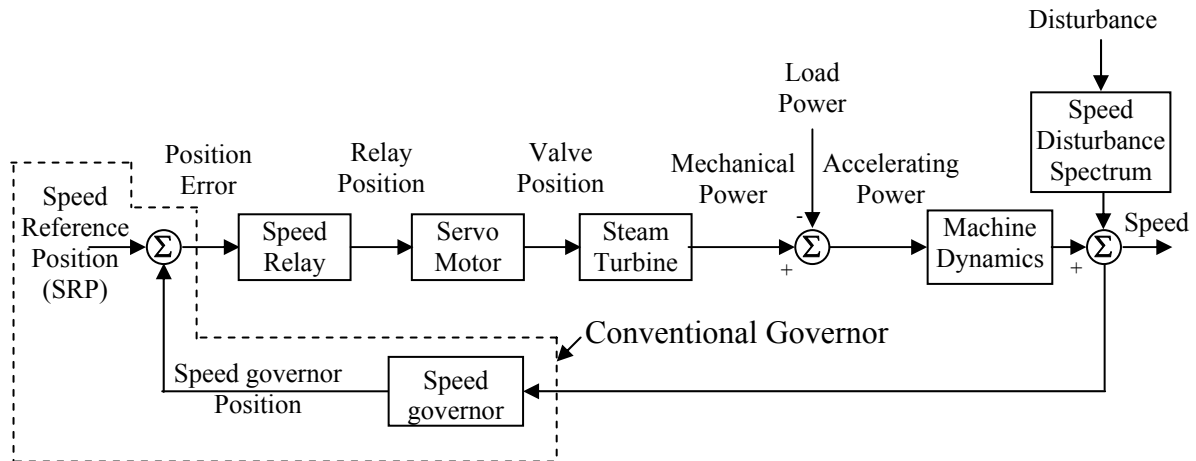 Disturbance
Load
Power
Speed
Disturbance
Spectrum
Position
Error
Relay
Position
Valve
Position
Mechanical
Power
Accelerating
Power
Speed
Reference
Position
(SRP)
Σ
Speed
Relay
Servo
Motor
Steam
Turbine
-
+
Σ
Machine
Dynamics
+
Σ
Speed
Conventional Governor
Speed governor
Position
Speed
governor